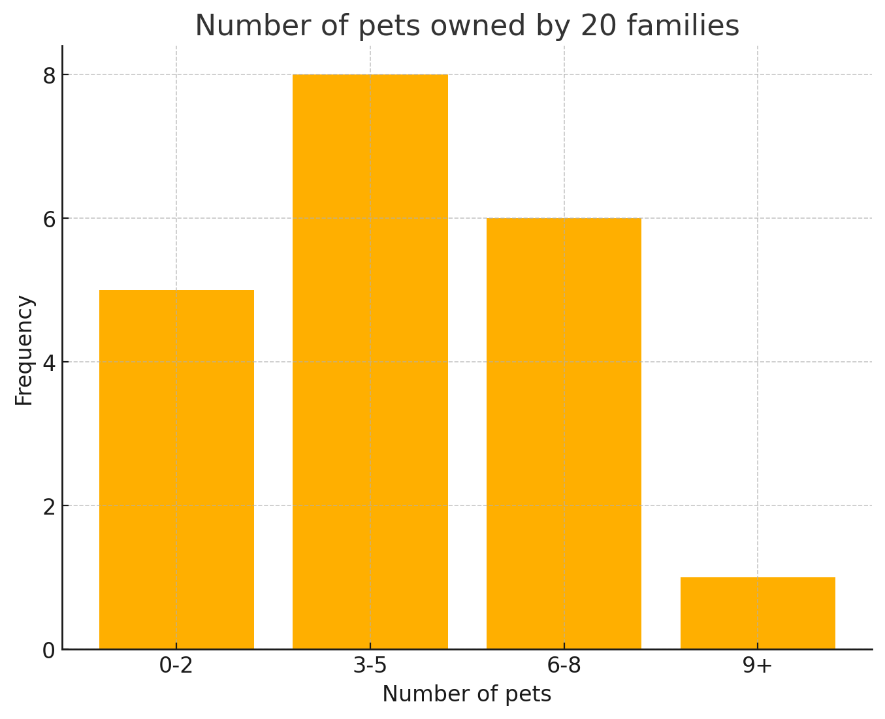 Number of pets owned by 20 families
8
6
4
2
0
Frequency
0-2 3-5 6-8 9+
Number of pets